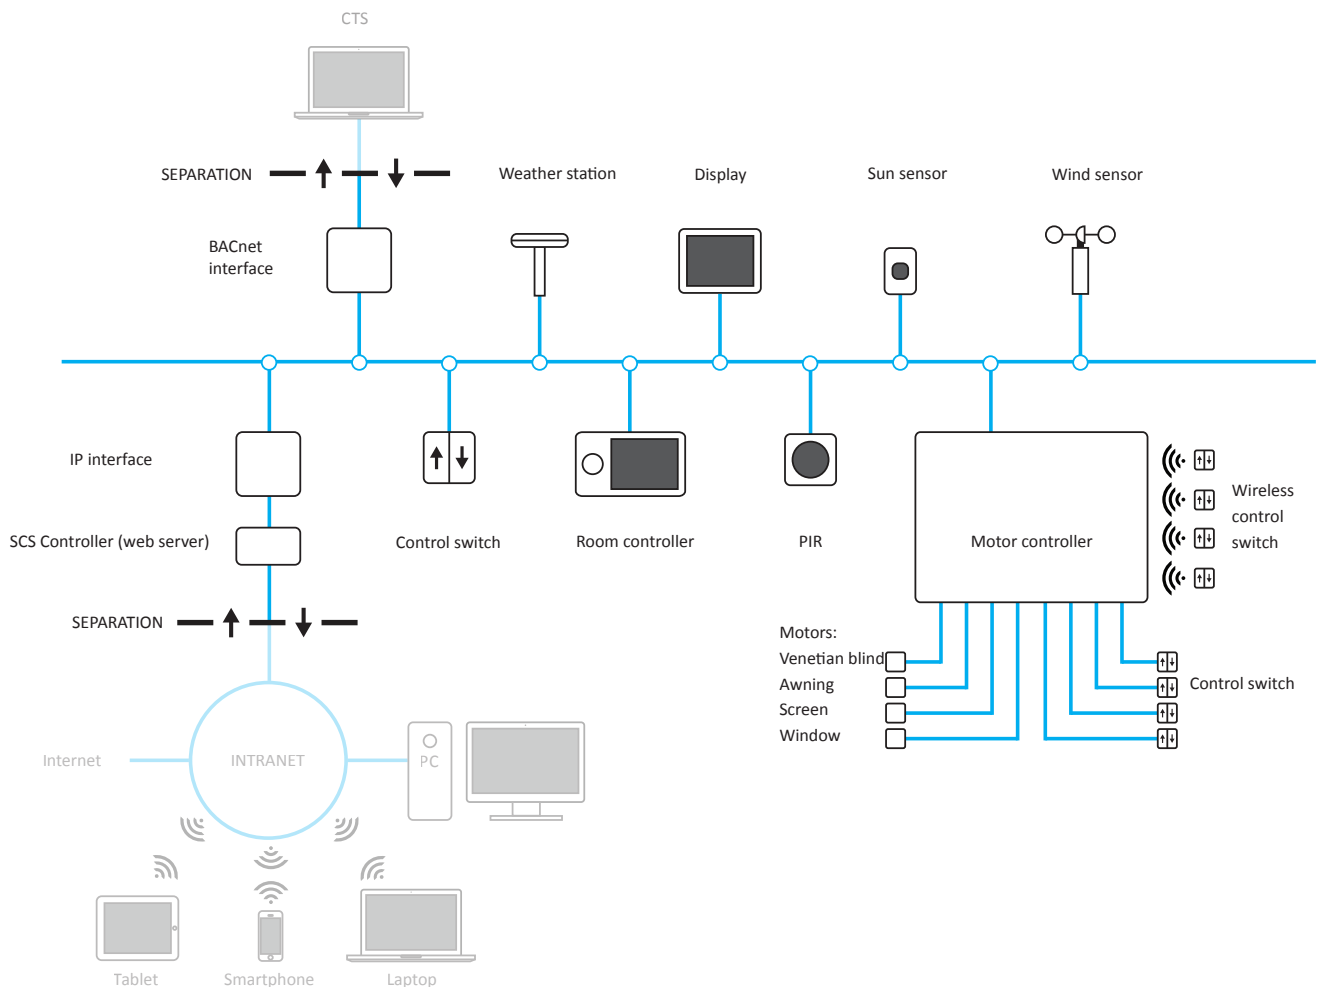 CTS
SEPARATION
Weather station
Display
Sun sensor
Wind sensor
BACnet
interface
IP interface
Wireless
control
switch
SCS Controller (web server)
Control switch
Room controller
PIR
Motor controller
SEPARATION
Motors:
Venetian blind
Awning
Screen
Window
Control switch
Internet
INTRANET
PC
Tablet
Smartphone
Laptop